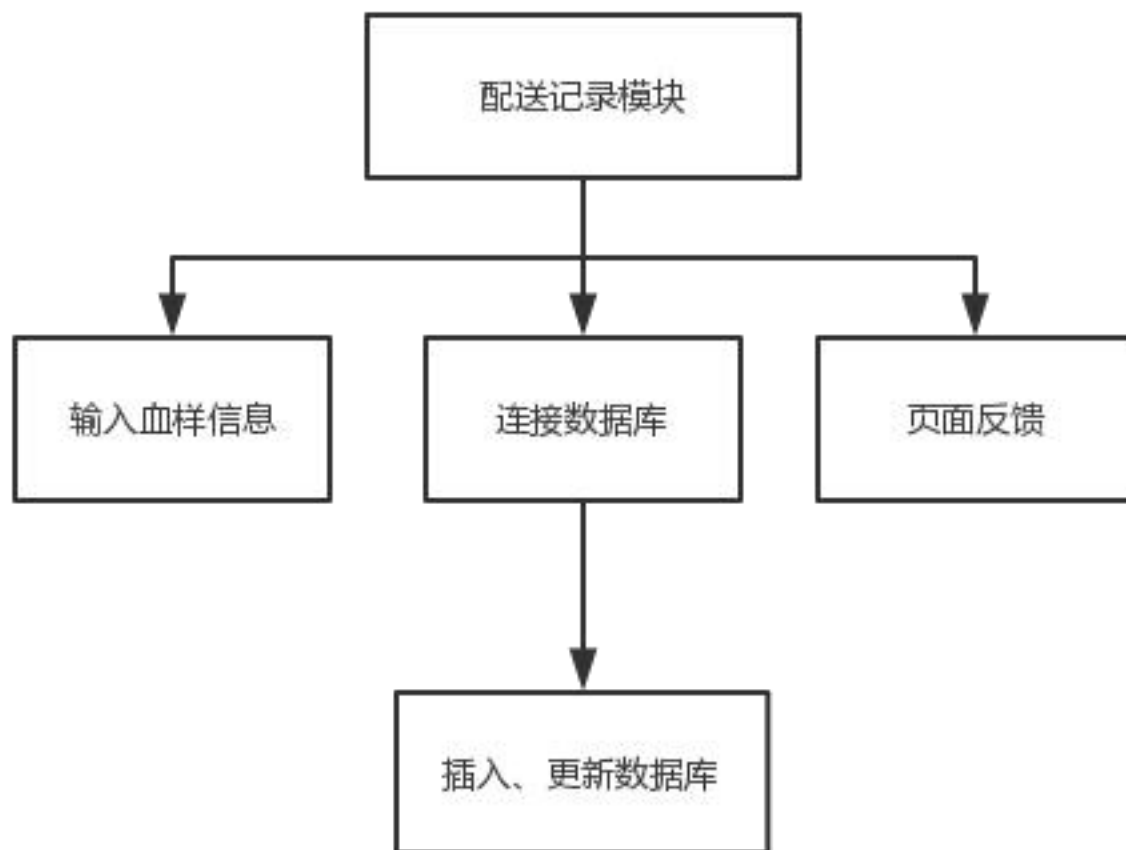 配送记录模块
输入血样信息
连接数据库
页面反馈
插入、更新数据库